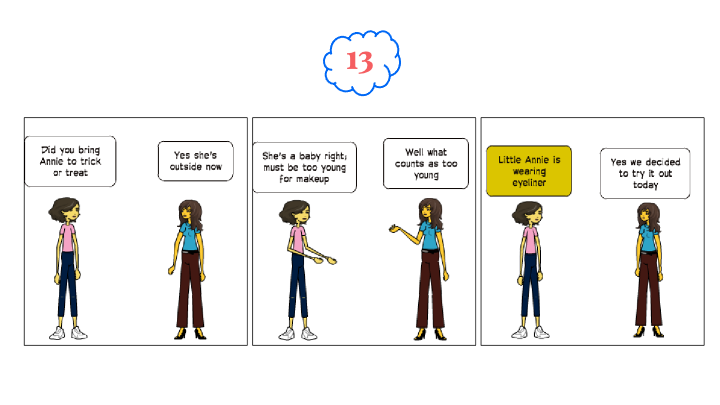 13
Did you bring
Annie to trick
or treat
Yes she's
outside now
She's a baby right;
must be too young
for makeup
Well what
counts as too
young
Little Annie is
wearing
eyeliner
Yes we decided
to try it out
today